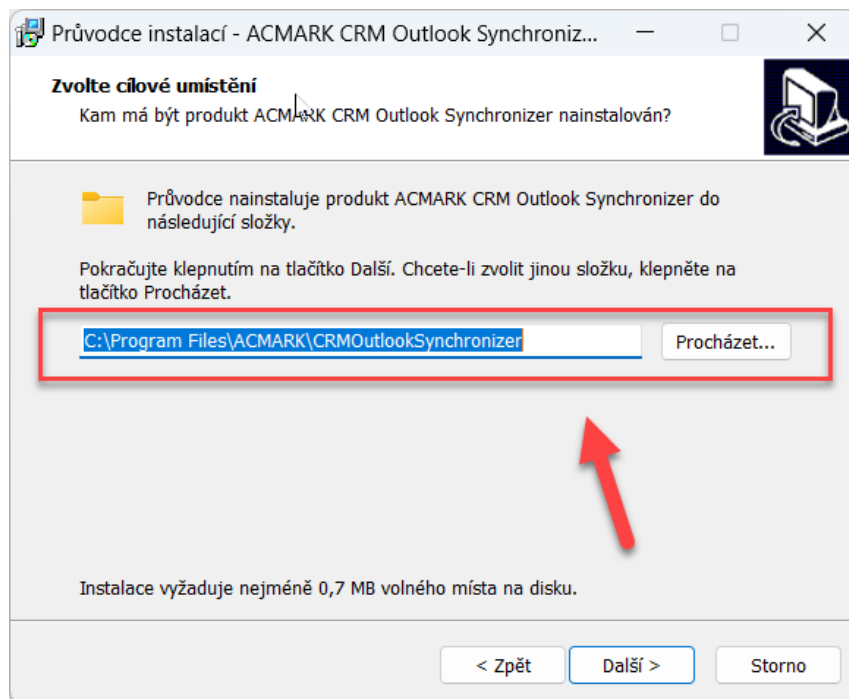 Průvodce instalací - ACMARK CRM Outlook Synchroniz...
Zvolte cílové umístění
Kam má být produkt ACMARK CRM Outlook Synchronizer nainstalován?
Průvodce nainstaluje produkt ACMARK CRM Outlook Synchronizer do
následující složky.
Pokračujte klepnutím na tlačítko Další. Chcete-li zvolit jinou složku, klepněte na
tlačítko Procházet.
C:\Program Files\ACMARK\CRMOutlookSynchronizer
Procházet...
Instalace vyžaduje nejméně 0,7 MB volného místa na disku.
< Zpět
Další >
Storno